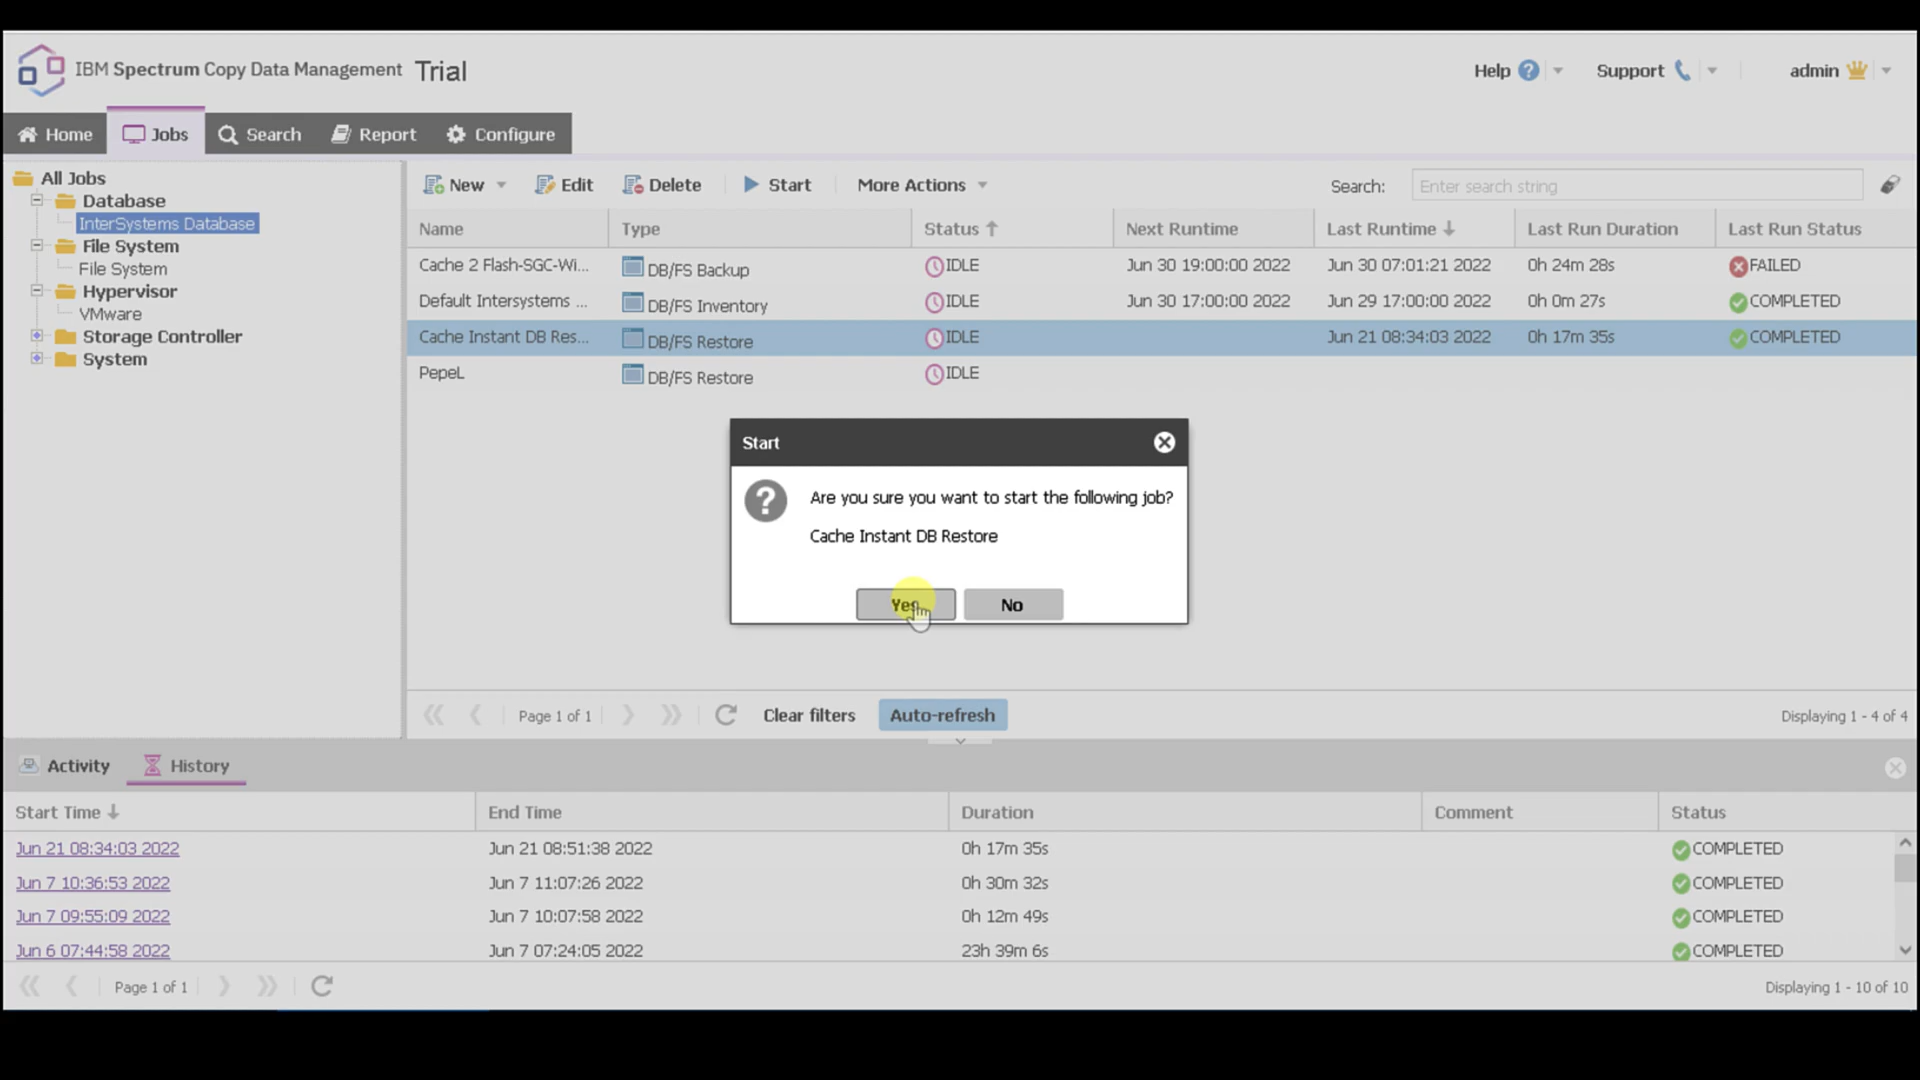 IBM Spectrum Copy Data Management Trial
Help ? Support admin
Home Jobs Search Report Configure
All Jobs
Database
InterSystems Database
File System
File System
Hypervisor
VMware
Storage Controller
System
New Edit Delete Start More Actions Search: Enter search string
Name Type Status Next Runtime Last Runtime Last Run Duration Last Run Status
Cache 2 Flash-SGC-Wi... DB/FS Backup IDLE Jun 30 19:00:00 2022 Jun 30 07:01:21 2022 0h 24m 28s FAILED
Default Intersystems ... DB/FS Inventory IDLE Jun 30 17:00:00 2022 Jun 29 17:00:00 2022 0h 0m 27s COMPLETED
Cache Instant DB Res... DB/FS Restore IDLE Jun 21 08:34:03 2022 0h 17m 35s COMPLETED
PepeL DB/FS Restore IDLE
Start
Are you sure you want to start the following job?
Cache Instant DB Restore
Yes No
Page 1 of 1 Clear filters Auto-refresh Displaying 1 - 4 of 4
Activity History
Start Time End Time Duration Comment Status
Jun 21 08:34:03 2022 Jun 21 08:51:38 2022 0h 17m 35s COMPLETED
Jun 7 10:36:53 2022 Jun 7 11:07:26 2022 0h 30m 32s COMPLETED
Jun 7 09:55:09 2022 Jun 7 10:07:58 2022 0h 12m 49s COMPLETED
Jun 6 07:44:58 2022 Jun 7 07:24:05 2022 23h 39m 6s COMPLETED
Page 1 of 1 Displaying 1 - 10 of 10